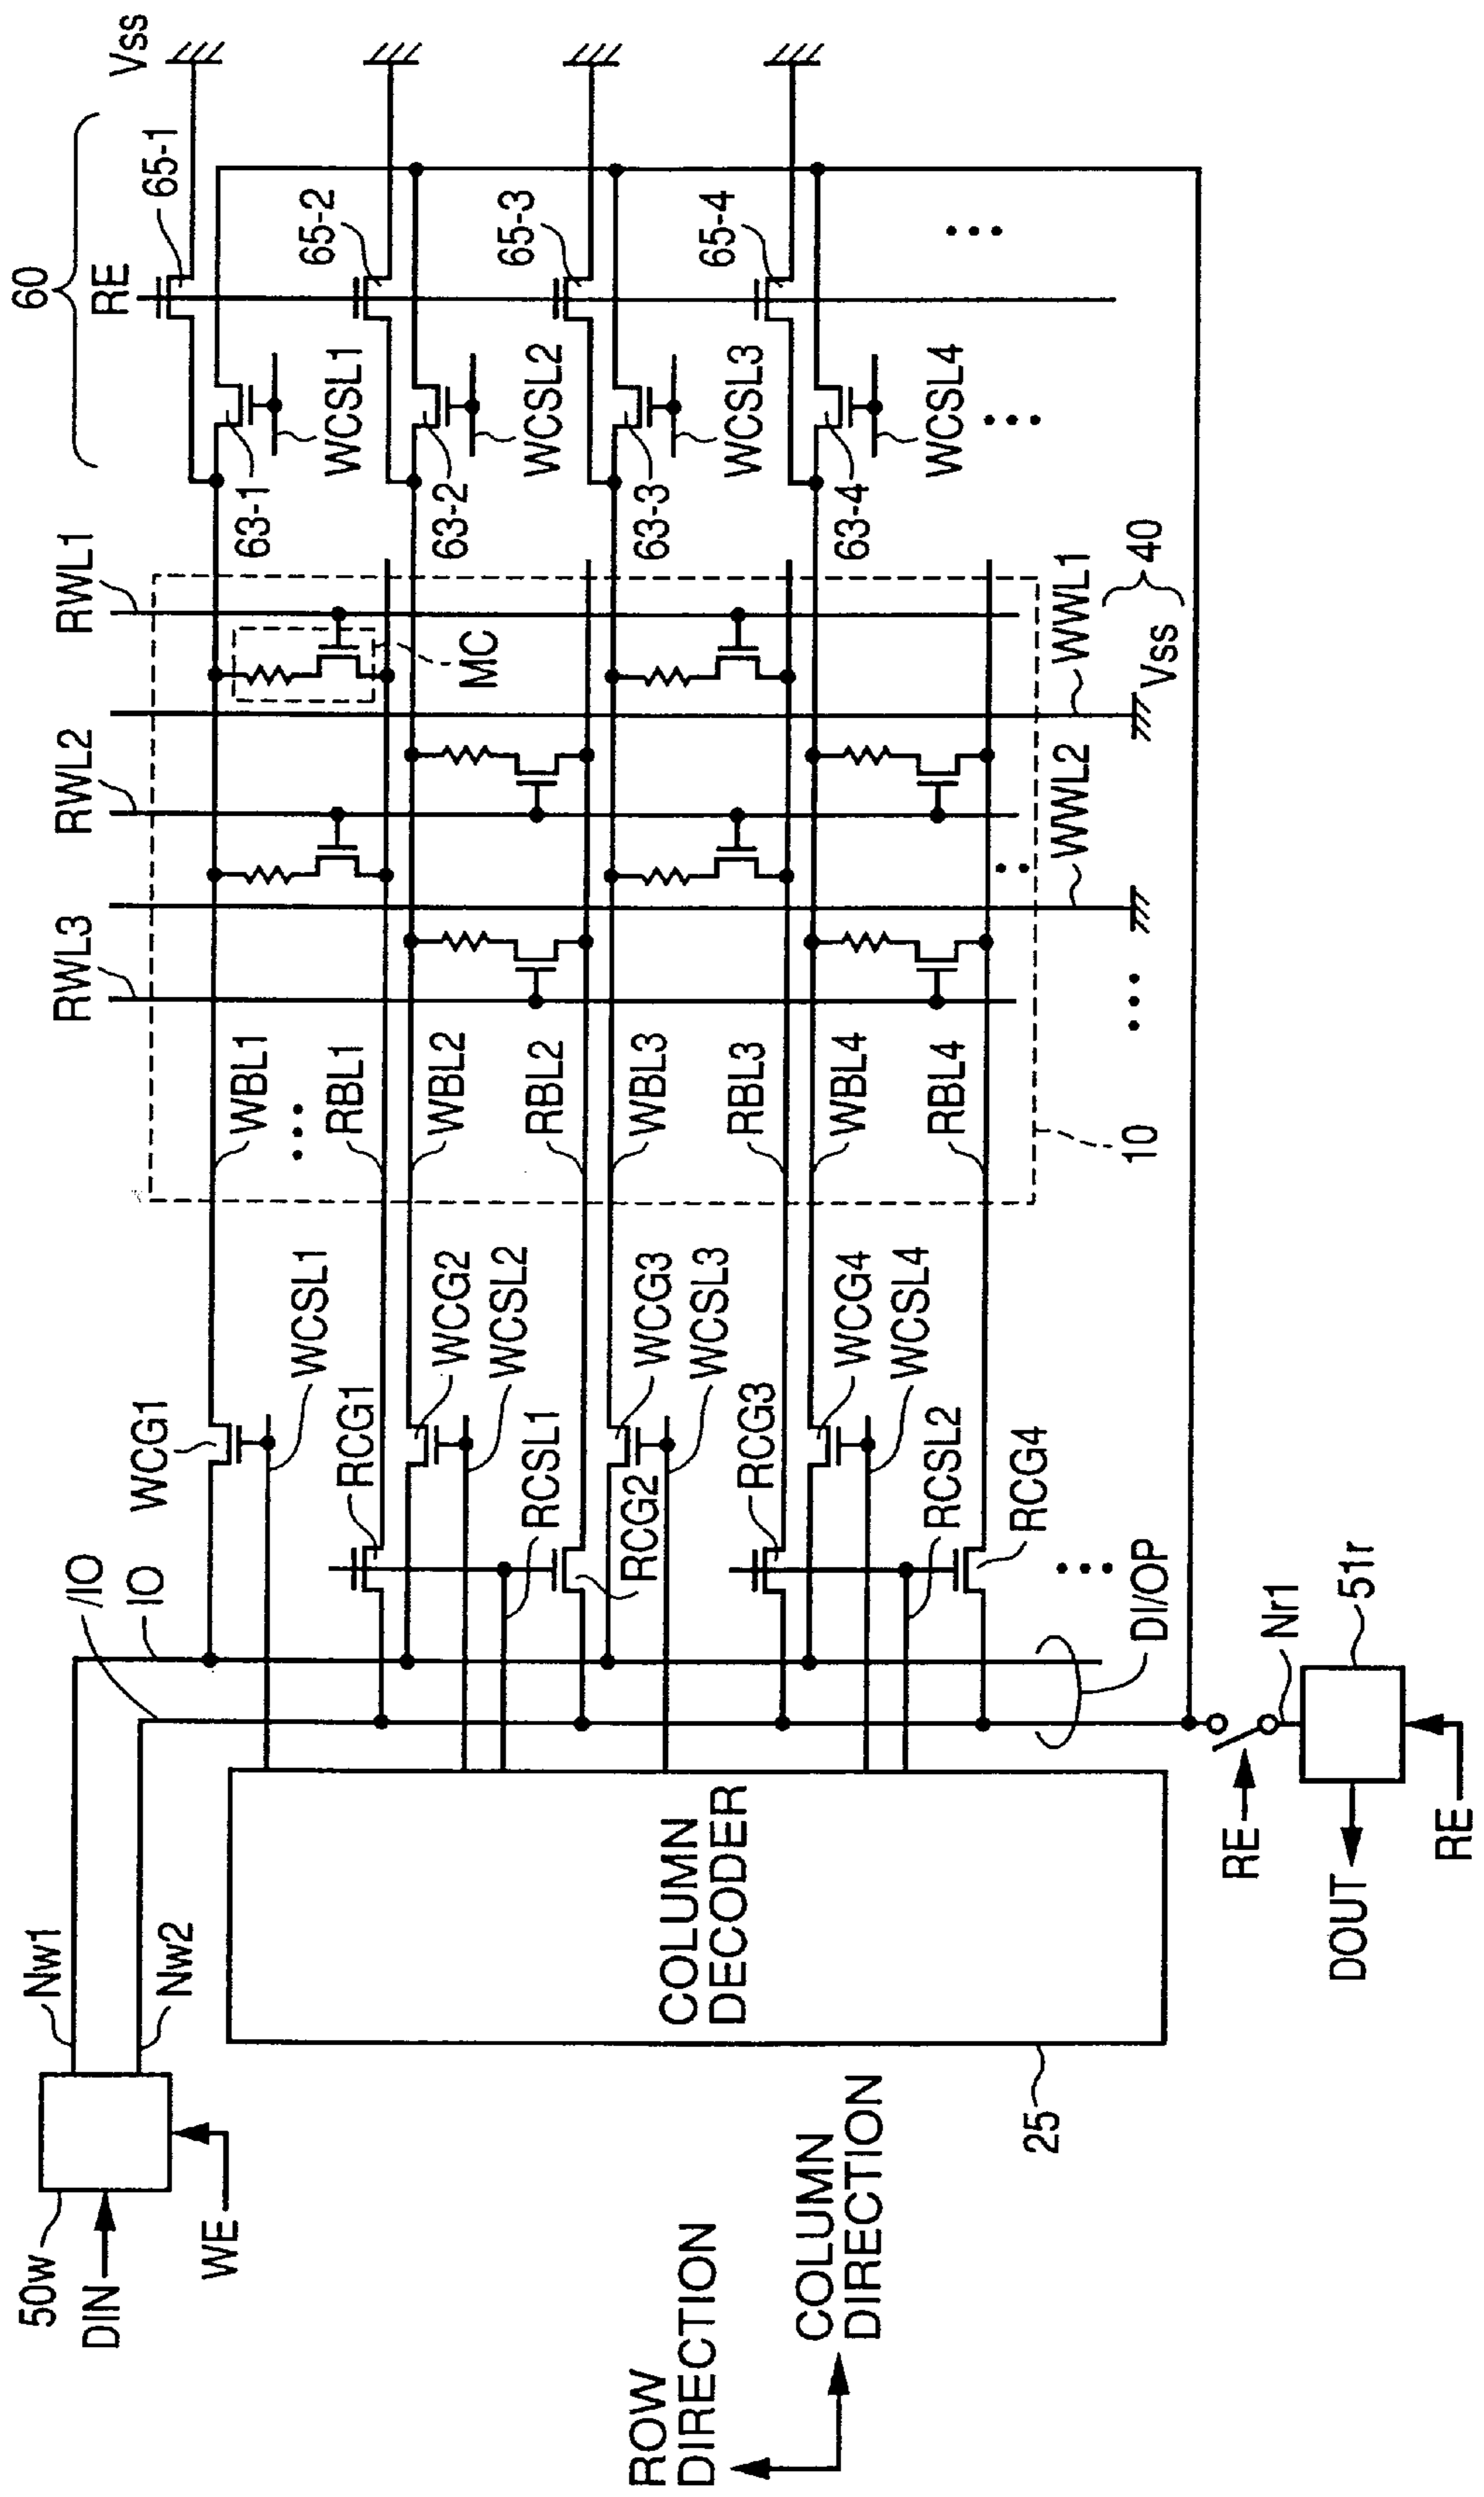 60
Vss
RE
65-1
65-2
65-3
65-4
WCSL1
WCSL2
WCSL3
WCSL4
63-1
63-2
63-3
63-4
RWL1
RWL2
RWL3
MC
WWL1
40
Vss
WWL2
WBL1
RBL1
WBL2
RBL2
WBL3
RBL3
WBL4
RBL4
10
WCG1
WCSL1
RCG1
WCG2
WCSL2
RCSL1
RCG2
WCG3
WCSL3
RCG3
WCG4
WCSL4
RCSL2
RCG4
/IO
IO
DI/OP
Nr1
51r
RE
RE
DOUT
COLUMN
DECODER
25
Nw1
Nw2
50w
DIN
WE
ROW
DIRECTION
COLUMN
DIRECTION